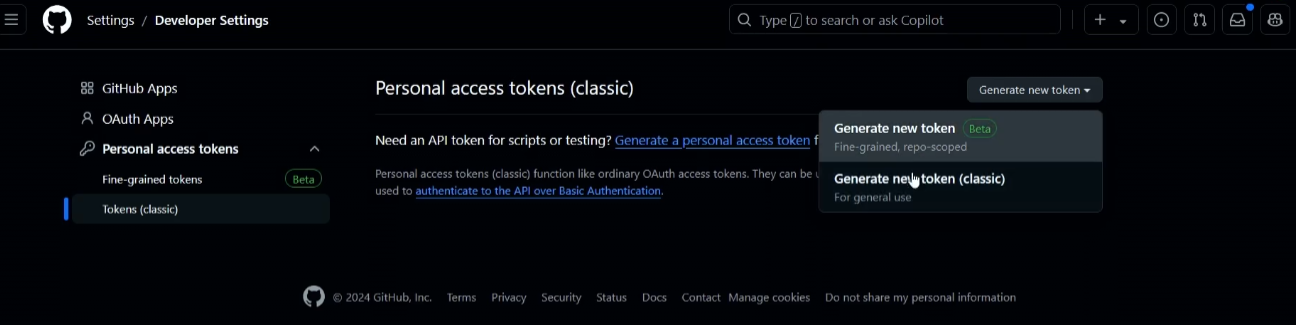 Settings / Developer Settings
Type / to search or ask Copilot
GitHub Apps
OAuth Apps
Personal access tokens
Fine-grained tokens Beta
Tokens (classic)
Personal access tokens (classic)
Generate new token
Need an API token for scripts or testing? Generate a personal access token f
Personal access tokens (classic) function like ordinary OAuth access tokens. They can be u
used to authenticate to the API over Basic Authentication.
Generate new token Beta
Fine-grained, repo-scoped
Generate new token (classic)
For general use
© 2024 GitHub, Inc. Terms Privacy Security Status Docs Contact Manage cookies Do not share my personal information